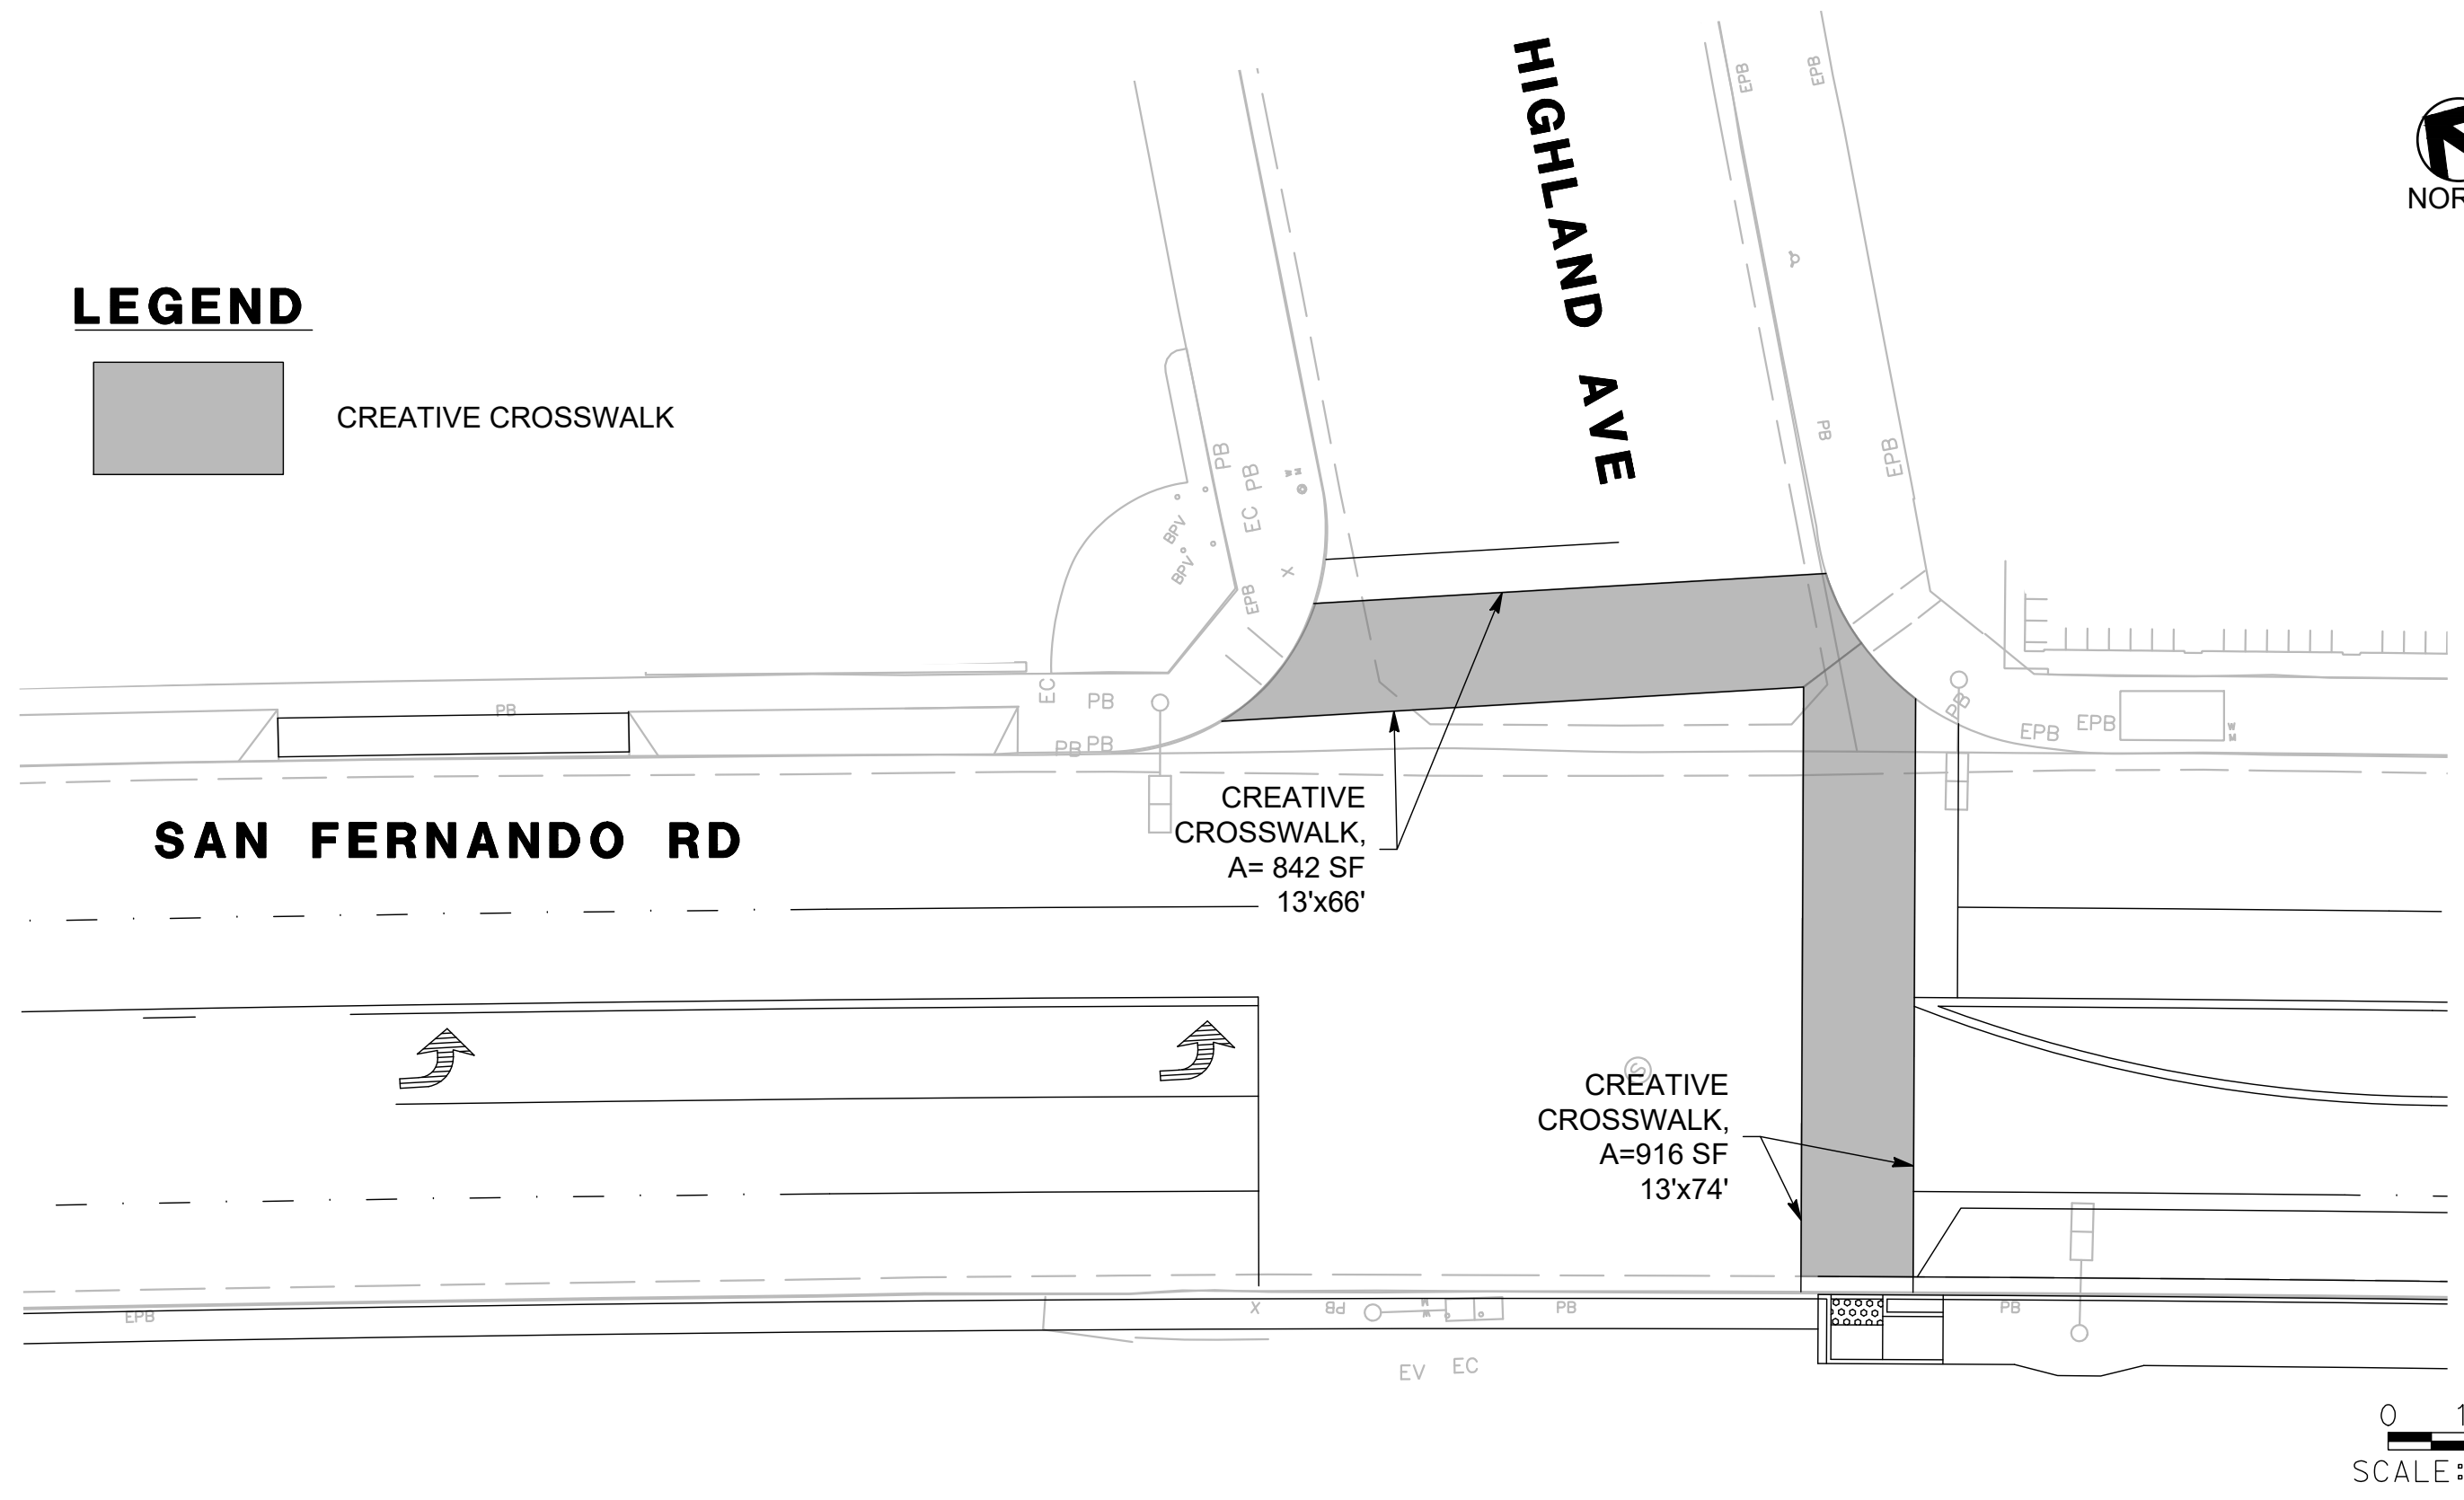 HIGHLAND AVE
EPB
EPB
NOR
LEGEND
CREATIVE CROSSWALK
PB
EPB
PB
EC PB
W M
BPV
BPV
X
EPB
EC
PB
PB
PB PB
PB
EPB
EPB
W M
SAN FERNANDO RD
CREATIVE
CROSSWALK,
A= 842 SF
13'x66'
S
CREATIVE
CROSSWALK,
A=916 SF
13'x74'
EPB
X
PB
W M
PB
PB
EV EC
0 1
SCALE: